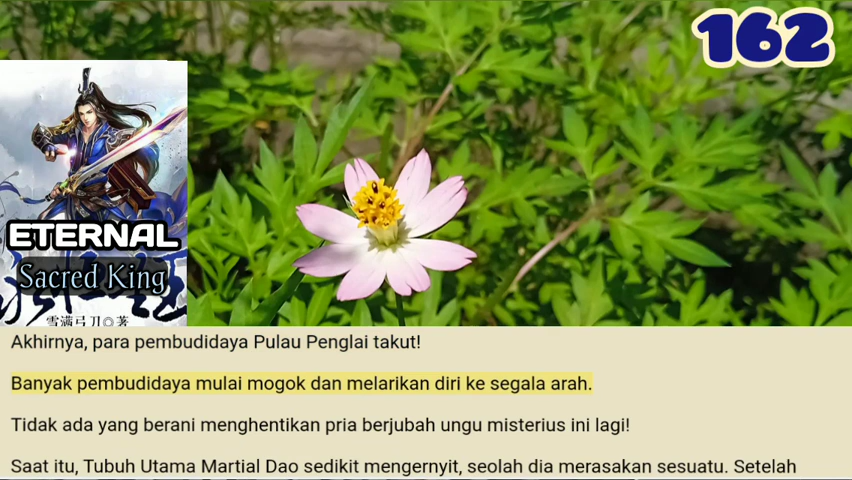 162
ETERNAL
Sacred King
雪满弓刀◎著
Akhirnya, para pembudidaya Pulau Penglai takut!
Banyak pembudidaya mulai mogok dan melarikan diri ke segala arah.
Tidak ada yang berani menghentikan pria berjubah ungu misterius ini lagi!
Saat itu, Tubuh Utama Martial Dao sedikit mengernyit, seolah dia merasakan sesuatu. Setelah